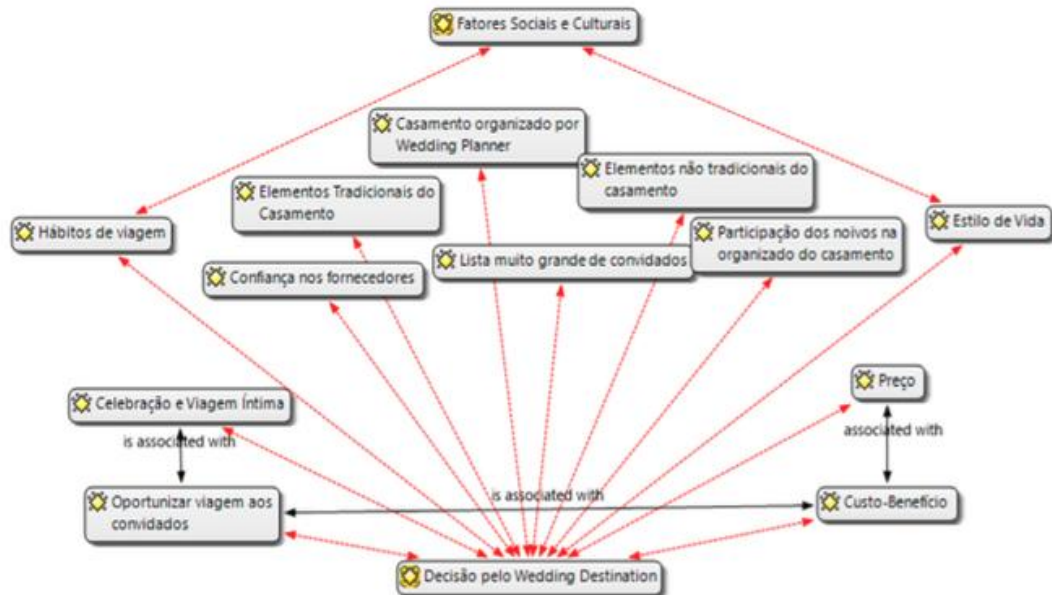 Fatores Sociais e Culturais
Casamento organizado por
Wedding Planner
Elementos não tradicionais do
casamento
Elementos Tradicionais do
Casamento
Hábitos de viagem
Estilo de Vida
Participação dos noivos na
organizado do casamento
Lista muito grande de convidados
Confiança nos fornecedores
Preço
Celebração e Viagem Íntima
is associated with
associated with
Oportunizar viagem aos
convidados
is associated with
Custo-Benefício
Decisão pelo Wedding Destination